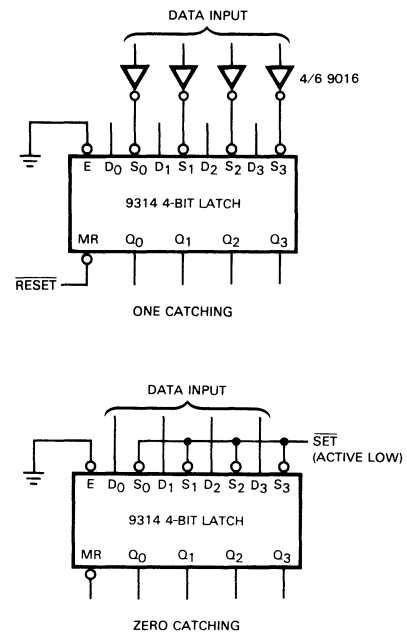 DATA INPUT
4/6 9016
E D0 S0 D1 S1 D2 S2 D3 S3
9314 4-BIT LATCH
MR Q0 Q1 Q2 Q3
RESET
ONE CATCHING
DATA INPUT
SET
(ACTIVE LOW)
E D0 S0 D1 S1 D2 S2 D3 S3
9314 4-BIT LATCH
MR Q0 Q1 Q2 Q3
ZERO CATCHING